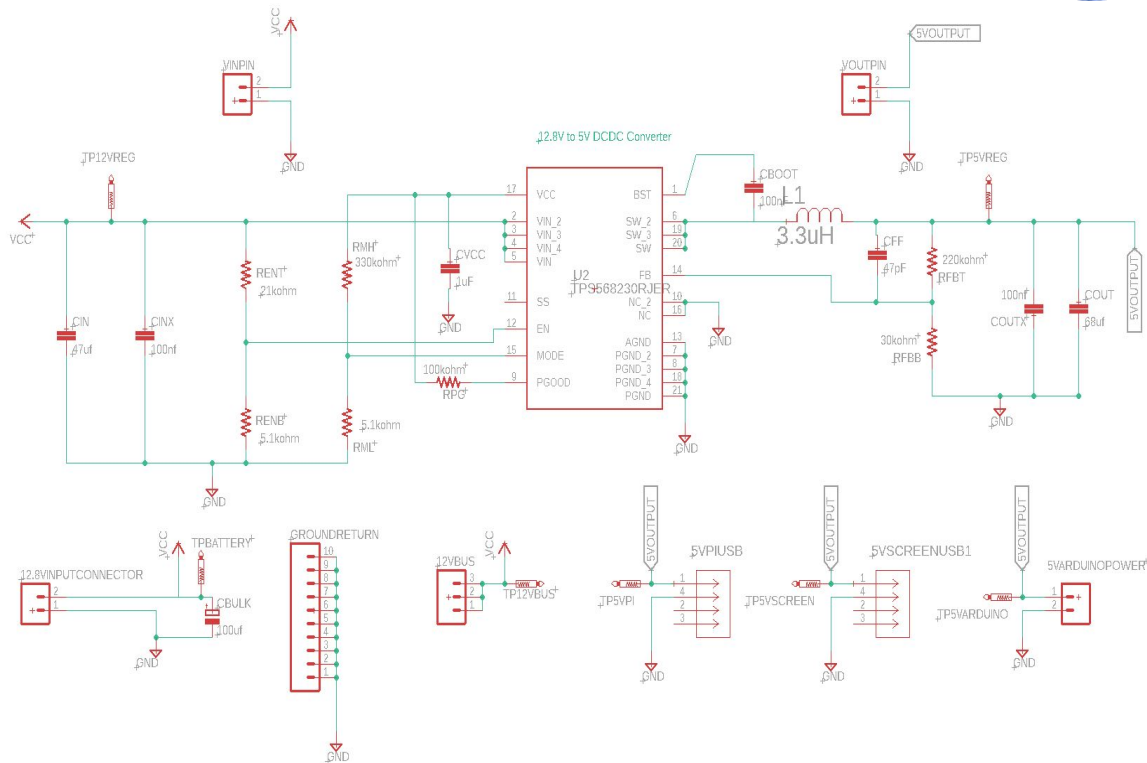 VCC
5VOUTPUT
VINPIN
2
1
GND
VOUTPIN
2
1
GND
12.8V to 5V DCDC Converter
TP12VREG
TP5VREG
VCC
17 VCC
2 VIN_2
3 VIN_3
4 VIN_4
5 VIN
11 SS
12 EN
15 MODE
9 PGOOD
U2
TPS568230RJER
BST 1
SW_2 6
SW_3 19
SW 20
FB 14
NC_2 10
NC 16
AGND 13
PGND_2 7
PGND_3 8
PGND_4 18
PGND 21
GND
GND
CBOOT
100nF
L1
3.3uH
CFF
47pF
220kohm
RFBT
30kohm
RFBB
100nf
COUTX
COUT
68uf
5VOUTPUT
GND
CIN
47uf
CINX
100nf
RENT
21kohm
RENB
5.1kohm
RMH
330kohm
5.1kohm
RML
CVCC
1uF
GND
100kohm
RPG
GND
12.8VINPUTCONNECTOR
2
1
VCC
TPBATTERY
CBULK
100uf
GND
GROUNDRETURN
10
9
8
7
6
5
4
3
2
1
GND
12VBUS
3
2
1
VCC
TP12VBUS
5VOUTPUT
5VPIUSB
TP5VPI
1
4
2
3
GND
5VOUTPUT
5VSCREENUSB1
TP5VSCREEN
1
4
2
3
GND
5VOUTPUT
5VARDUINOPOWER
TP5VARDUINO
1
2
GND